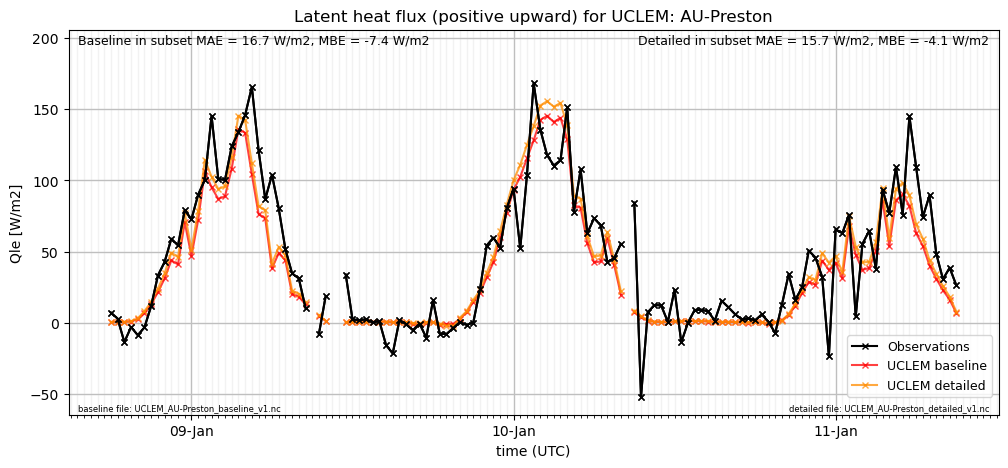 Latent heat flux (positive upward) for UCLEM: AU-Preston
Baseline in subset MAE = 16.7 W/m2, MBE = -7.4 W/m2
Detailed in subset MAE = 15.7 W/m2, MBE = -4.1 W/m2
200
150
100
50
0
−50
Qle [W/m2]
Observations
UCLEM baseline
UCLEM detailed
baseline file: UCLEM_AU-Preston_baseline_v1.nc
detailed file: UCLEM_AU-Preston_detailed_v1.nc
09-Jan
10-Jan
11-Jan
time (UTC)